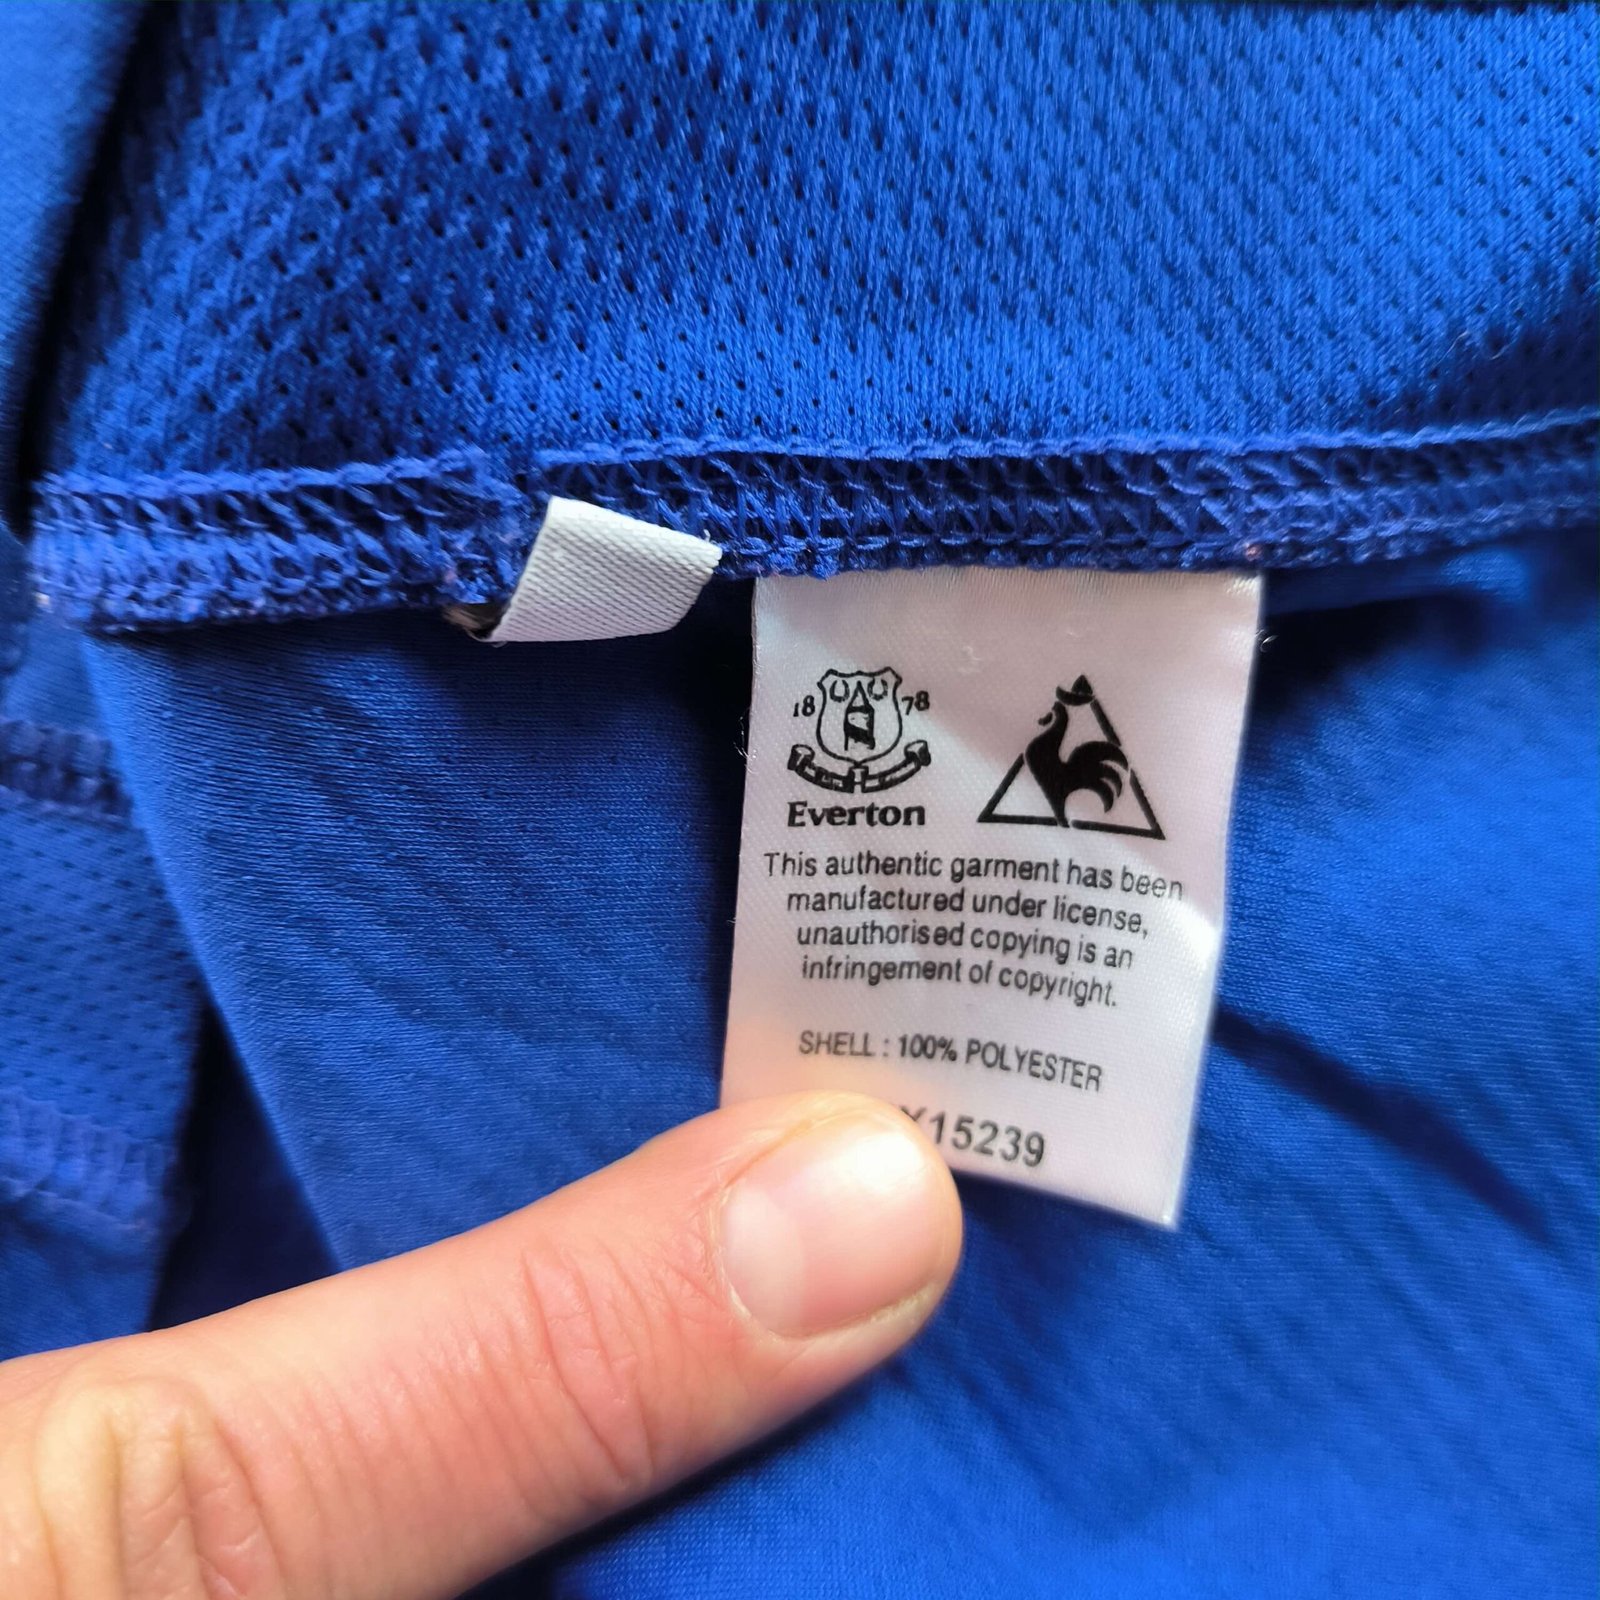 18 78
Everton
This authentic garment has been
manufactured under license,
unauthorised copying is an
infringement of copyright.
SHELL : 100% POLYESTER
Y15239